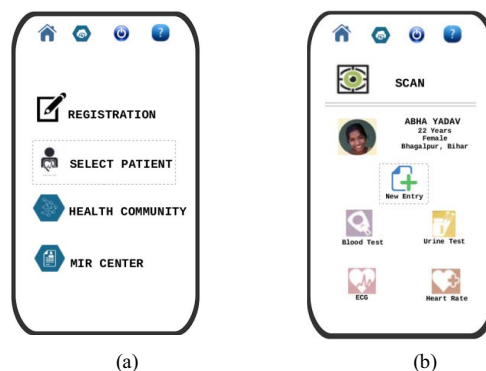 ?
REGISTRATION
SELECT PATIENT
HEALTH COMMUNITY
MIR CENTER
(a)
?
SCAN
ABHA YADAV
22 Years
Female
Bhagalpur, Bihar
New Entry
Blood Test
Urine Test
ECG
Heart Rate
(b)